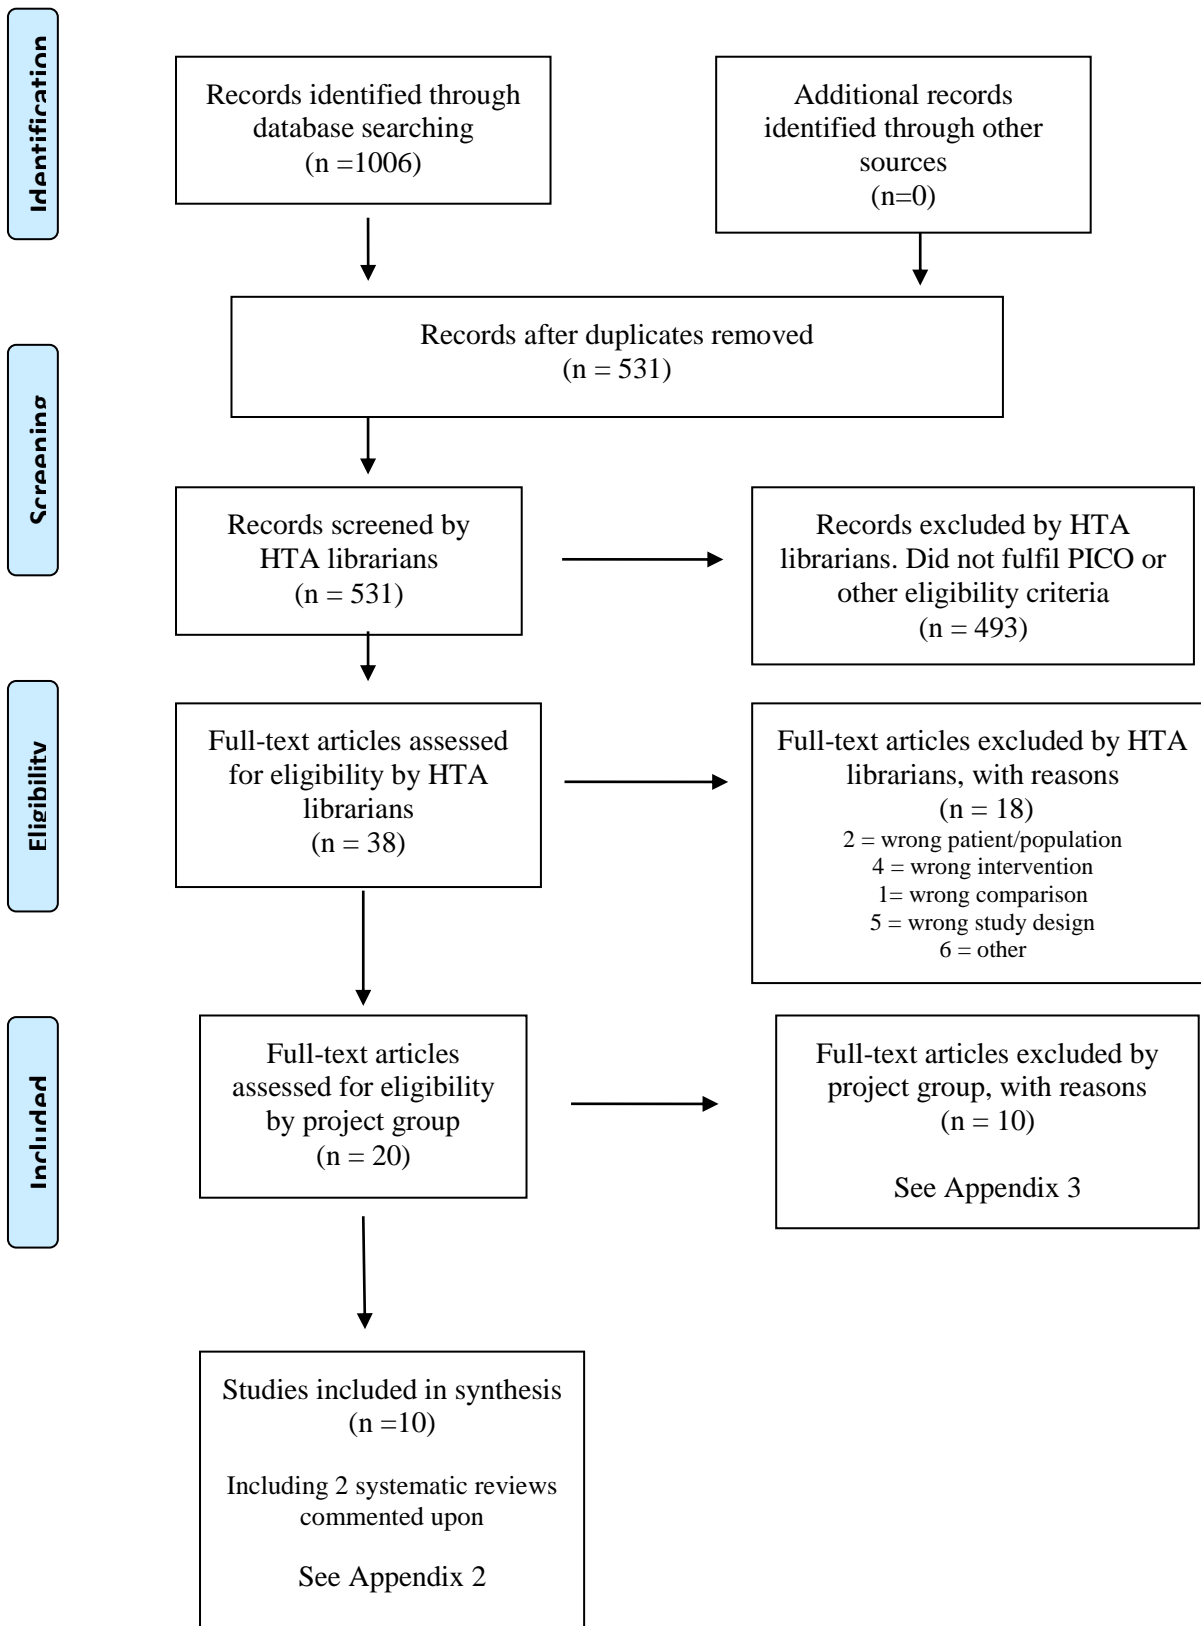 Identification
Records identified through
database searching
(n =1006)
Additional records
identified through other
sources
(n=0)
Records after duplicates removed
(n = 531)
Screening
Records screened by
HTA librarians
(n = 531)
Records excluded by HTA
librarians. Did not fulfil PICO or
other eligibility criteria
(n = 493)
Eligibility
Full-text articles assessed
for eligibility by HTA
librarians
(n = 38)
Full-text articles excluded by HTA
librarians, with reasons
(n = 18)
2 = wrong patient/population
4 = wrong intervention
1= wrong comparison
5 = wrong study design
6 = other
Included
Full-text articles
assessed for eligibility
by project group
(n = 20)
Full-text articles excluded by
project group, with reasons
(n = 10)
See Appendix 3
Studies included in synthesis
(n =10)
Including 2 systematic reviews
commented upon
See Appendix 2